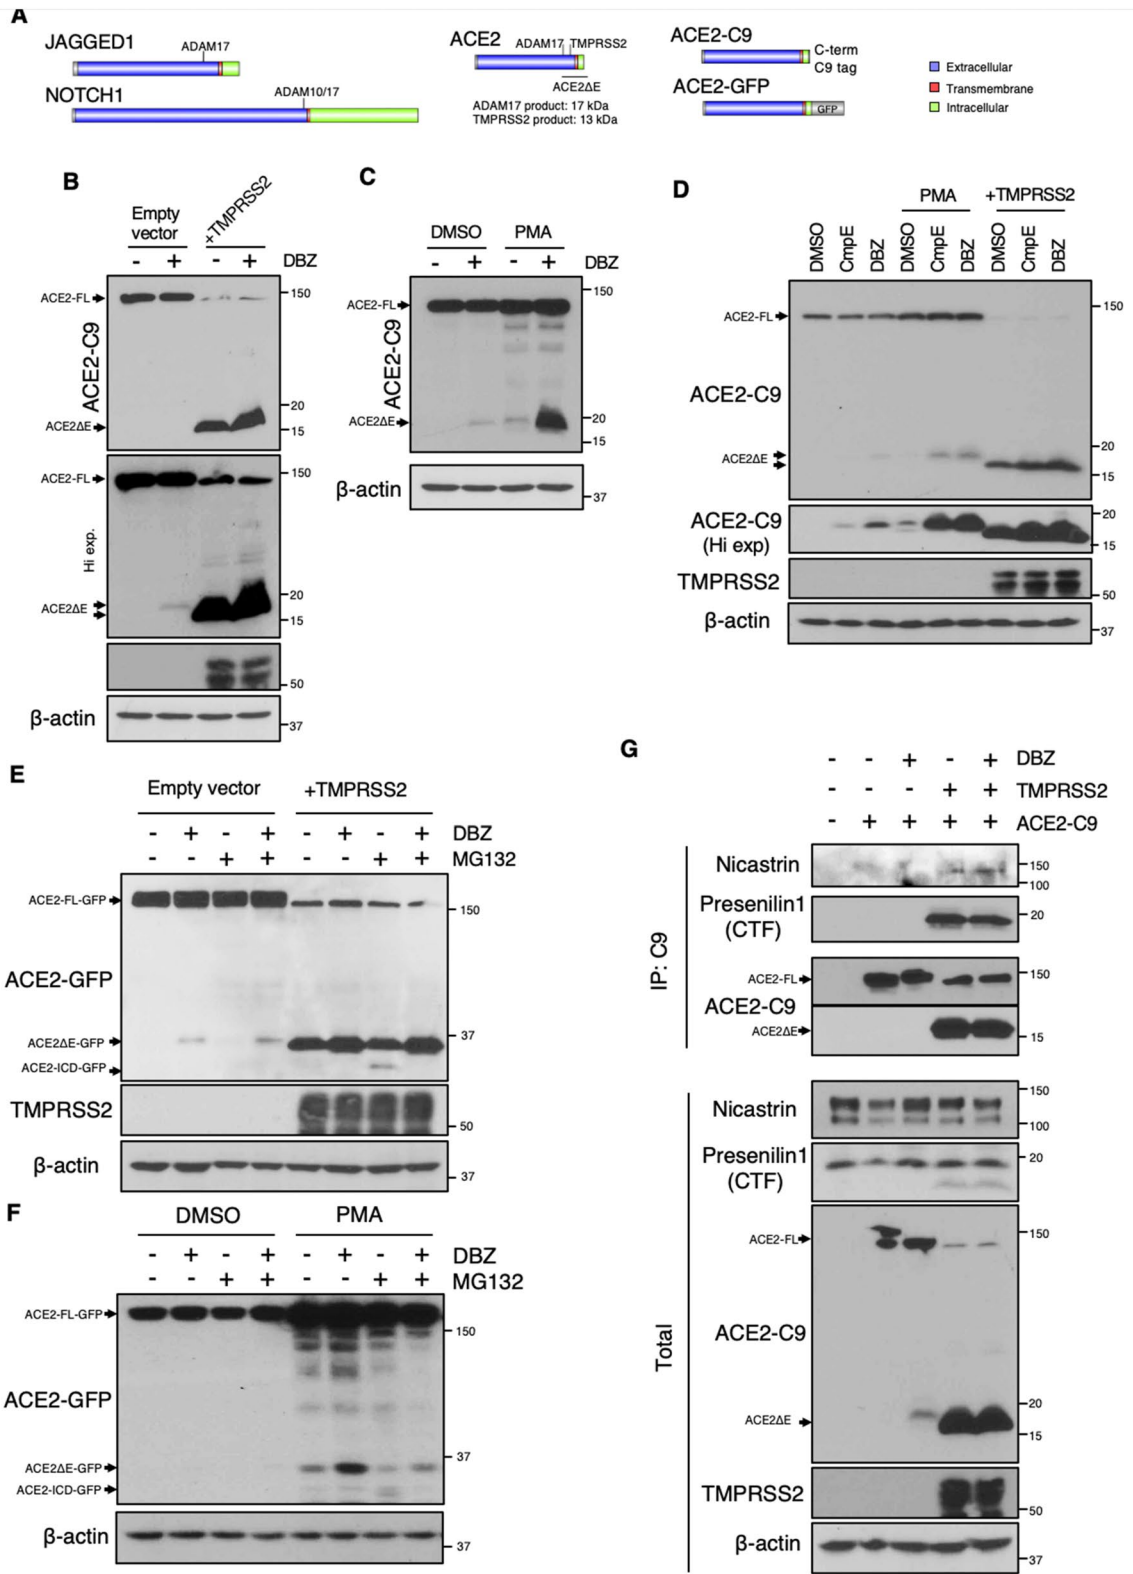 A
JAGGED1
ADAM17
NOTCH1
ADAM10/17
ACE2
ADAM17 TMPRSS2
ACE2ΔE
ADAM17 product: 17 kDa
TMPRSS2 product: 13 kDa
ACE2-C9
C-term
C9 tag
ACE2-GFP
GFP
Extracellular
Transmembrane
Intracellular
B
Empty
vector
+TMPRSS2
- + - + DBZ
ACE2-FL
150
ACE2-C9
20
ACE2ΔE
15
ACE2-FL
150
Hi exp.
20
ACE2ΔE
15
50
β-actin
37
C
DMSO PMA
- + - + DBZ
ACE2-FL
150
ACE2-C9
ACE2ΔE
20
15
β-actin
37
D
PMA +TMPRSS2
DMSO CmpE DBZ DMSO CmpE DBZ DMSO CmpE DBZ
ACE2-FL
150
ACE2-C9
ACE2ΔE
20
15
ACE2-C9
(Hi exp)
20
15
TMPRSS2
50
β-actin
37
E
Empty vector +TMPRSS2
- + - + - + - + DBZ
- - + + - - + + MG132
ACE2-FL-GFP
150
ACE2-GFP
ACE2ΔE-GFP
37
ACE2-ICD-GFP
TMPRSS2
50
β-actin
37
F
DMSO PMA
- + - + - + - + DBZ
- - + + - - + + MG132
ACE2-FL-GFP
150
ACE2-GFP
37
ACE2ΔE-GFP
ACE2-ICD-GFP
β-actin
37
G
- - + - + DBZ
- - - + + TMPRSS2
- + + + + ACE2-C9
IP: C9
Nicastrin
150
100
Presenilin1
(CTF)
20
ACE2-FL
150
ACE2-C9
ACE2ΔE
15
Total
Nicastrin
150
100
Presenilin1
(CTF)
20
ACE2-FL
150
ACE2-C9
20
ACE2ΔE
15
TMPRSS2
50
β-actin
37